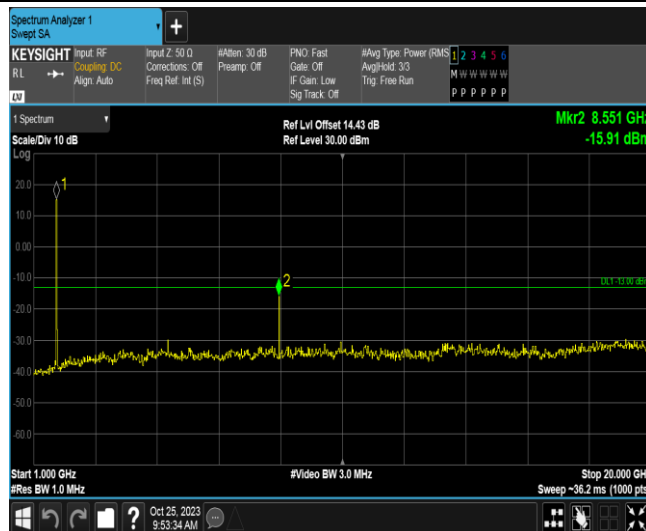 Spectrum Analyzer 1
Swept SA
+
KEYSIGHT Input: RF Input Z: 50 Ω #Atten: 30 dB PNO: Fast #Avg Type: Power (RMS 1 2 3 4 5 6
RL Coupling: DC Corrections: Off Preamp: Off Gate: Off Avg|Hold: 3/3 M W W W W W
Align: Auto Freq Ref: Int (S) IF Gain: Low Trig: Free Run
Sig Track: Off P P P P P P
1 Spectrum
Ref Lvl Offset 14.43 dB Mkr2 8.551 GHz
Scale/Div 10 dB Ref Level 30.00 dBm -15.91 dBm
Log
1
20.0
10.0
0.00
-10.0
2
DL1 -13.00 dBm
-20.0
-30.0
-40.0
-50.0
-60.0
Start 1.000 GHz #Video BW 3.0 MHz Stop 20.000 GHz
#Res BW 1.0 MHz Sweep ~36.2 ms (1000 pts
? Oct 25, 2023
9:53:34 AM